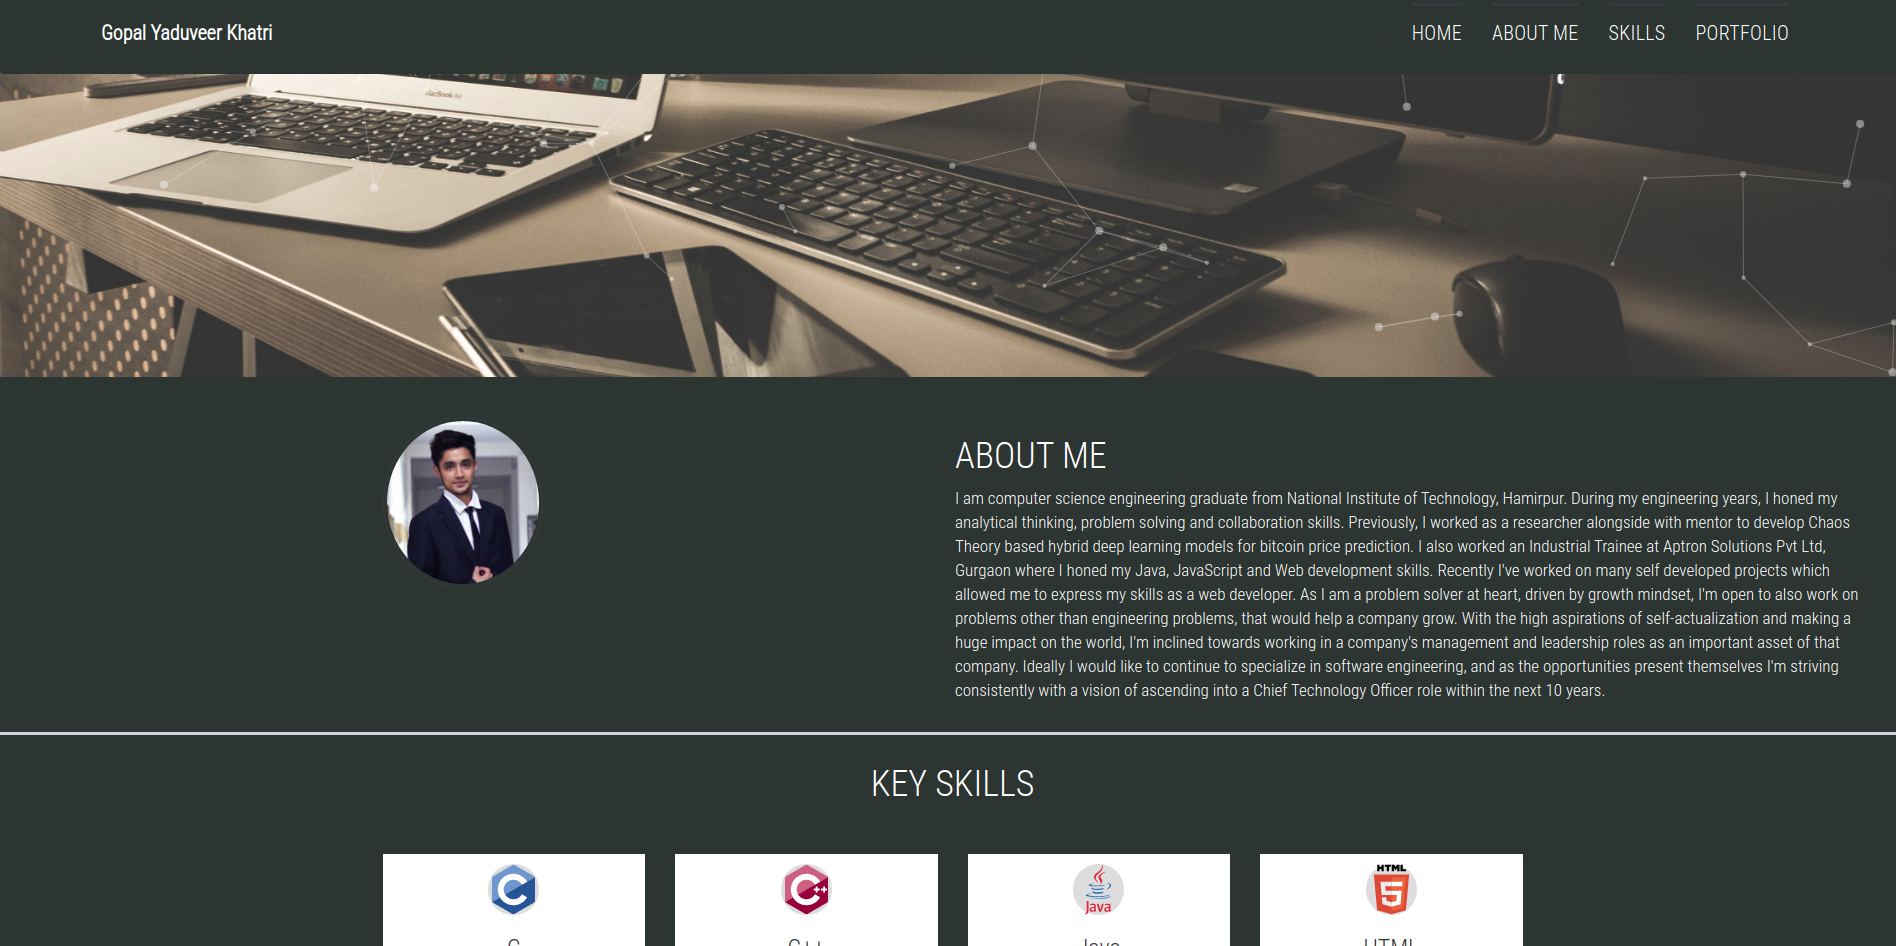 Gopal Yaduveer Khatri
HOME ABOUT ME SKILLS PORTFOLIO
MacBook Air
ABOUT ME
I am computer science engineering graduate from National Institute of Technology, Hamirpur. During my engineering years, I honed my
analytical thinking, problem solving and collaboration skills. Previously, I worked as a researcher alongside with mentor to develop Chaos
Theory based hybrid deep learning models for bitcoin price prediction. I also worked an Industrial Trainee at Aptron Solutions Pvt Ltd,
Gurgaon where I honed my Java, JavaScript and Web development skills. Recently I've worked on many self developed projects which
allowed me to express my skills as a web developer. As I am a problem solver at heart, driven by growth mindset, I'm open to also work on
problems other than engineering problems, that would help a company grow. With the high aspirations of self-actualization and making a
huge impact on the world, I'm inclined towards working in a company's management and leadership roles as an important asset of that
company. Ideally I would like to continue to specialize in software engineering, and as the opportunities present themselves I'm striving
consistently with a vision of ascending into a Chief Technology Officer role within the next 10 years.
KEY SKILLS
C C++ Java HTML 5
C C++ Java HTML